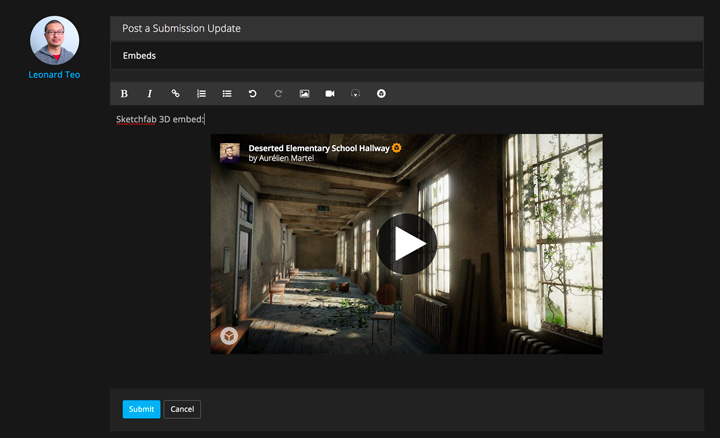 Post a Submission Update
Leonard Teo
Embeds
B I
Sketchfab 3D embed:
Deserted Elementary School Hallway
by Aurélien Martel
Submit Cancel